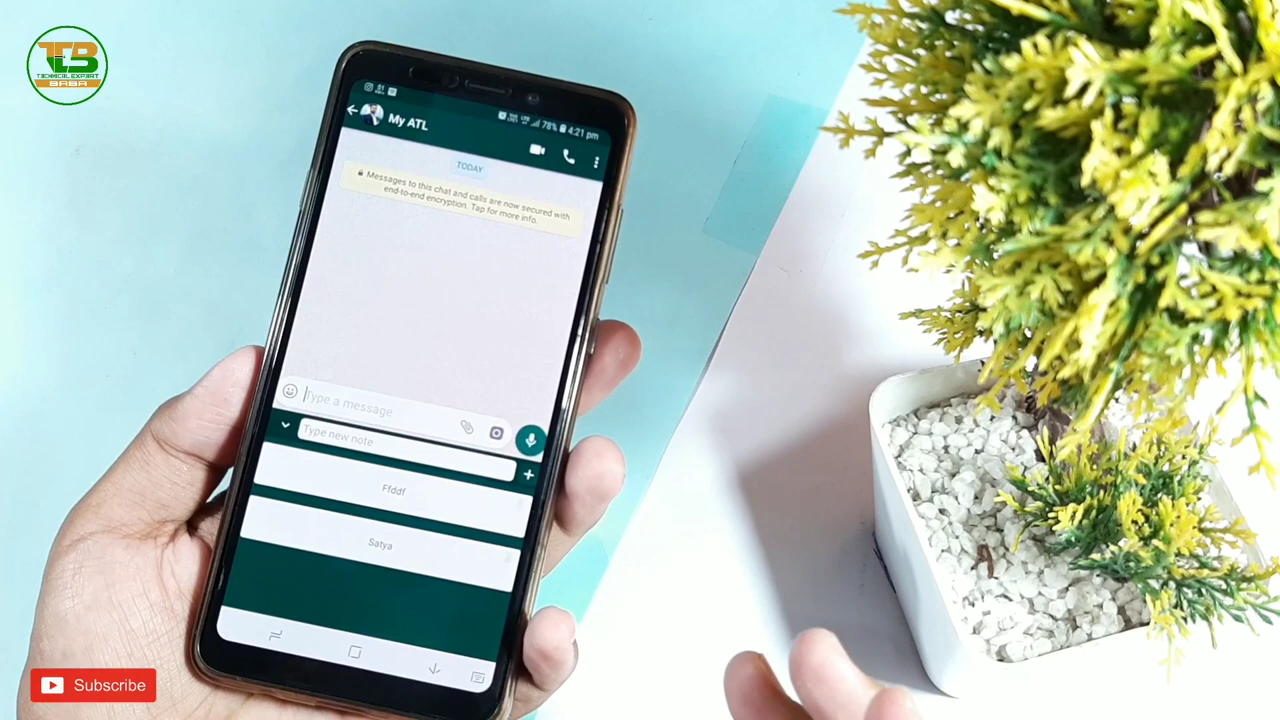 TEB
TECHNICAL EXPERT
BABA
78% 4:21 pm
My ATL
TODAY
Messages to this chat and calls are now secured with
end-to-end encryption. Tap for more info.
Type a message
Type new note
+
Ffddf
Satya
Subscribe